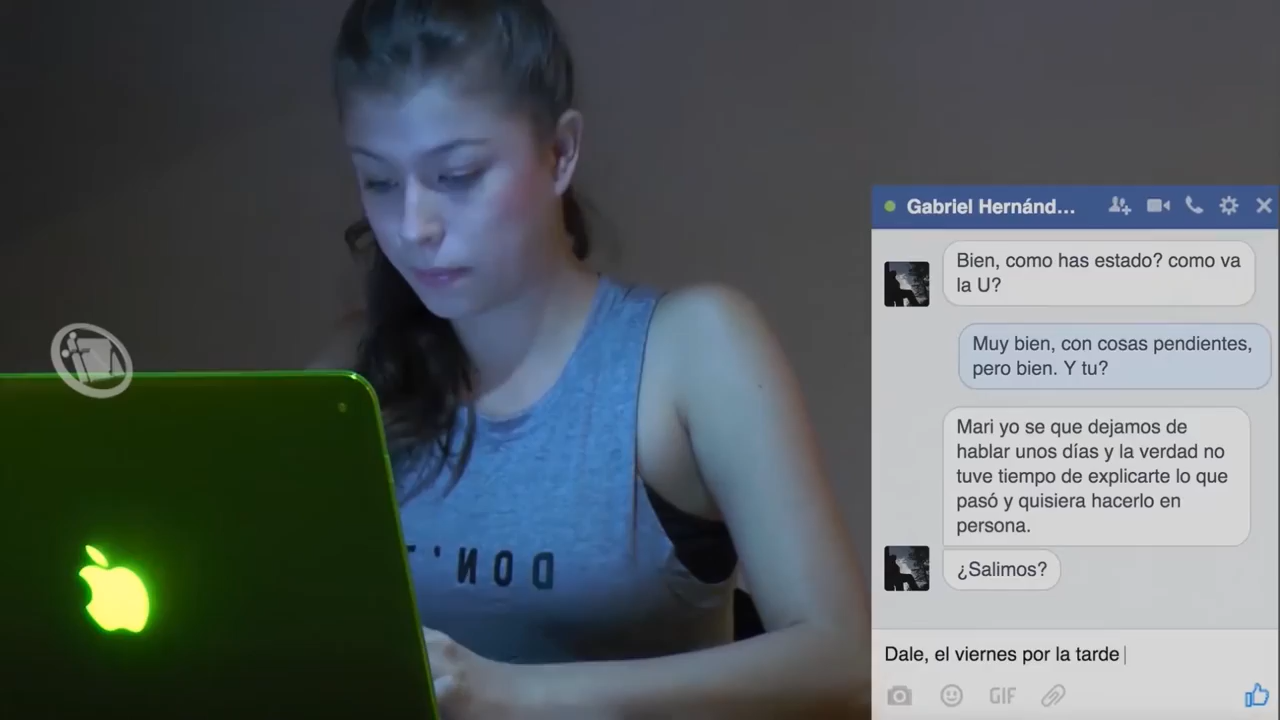 Gabriel Hernánd...
Bien, como has estado? como va
la U?
Muy bien, con cosas pendientes,
pero bien. Y tu?
Mari yo se que dejamos de
hablar unos días y la verdad no
tuve tiempo de explicarte lo que
pasó y quisiera hacerlo en
persona.
¿Salimos?
Dale, el viernes por la tarde
GIF
DON'T